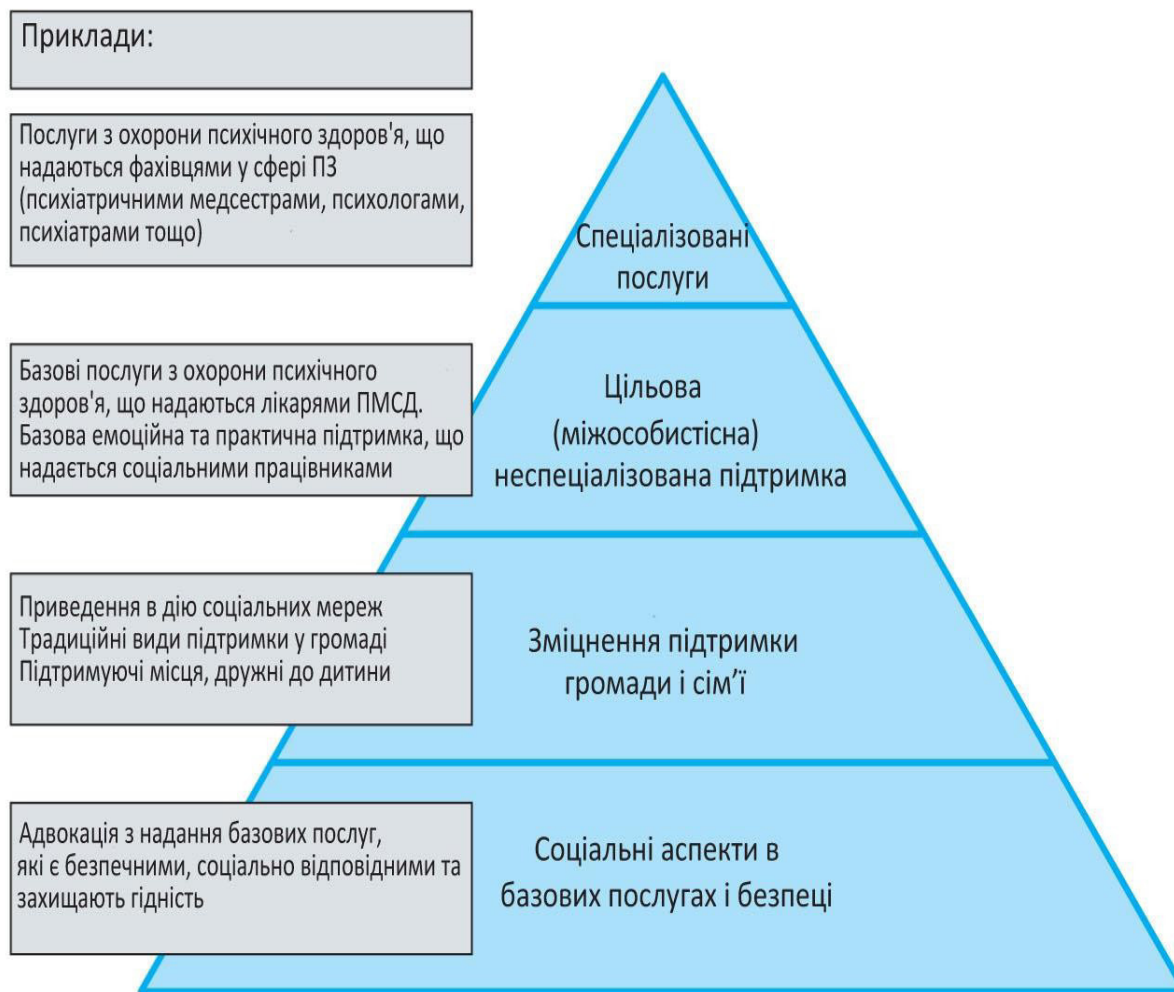 Приклади:
Послуги з охорони психічного здоров'я, що
надаються фахівцями у сфері ПЗ
(психіатричними медсестрами, психологами,
психіатрами тощо)
Спеціалізовані
послуги
Базові послуги з охорони психічного
здоров'я, що надаються лікарями ПМСД.
Базова емоційна та практична підтримка, що
надається соціальними працівниками
Цільова
(міжособистісна)
неспеціалізована підтримка
Приведення в дію соціальних мереж
Традиційні види підтримки у громаді
Підтримуючі місця, дружні до дитини
Зміцнення підтримки
громади і сім’ї
Адвокація з надання базових послуг,
які є безпечними, соціально відповідними та
захищають гідність
Соціальні аспекти в
базових послугах і безпеці